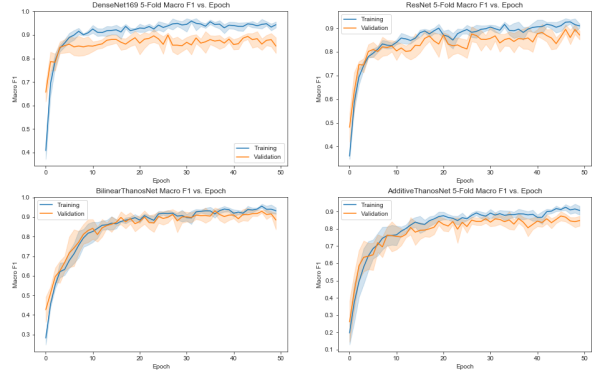 DenseNet169 5-Fold Macro F1 vs. Epoch
1.0
0.9
0.8
0.7
0.6
0.5
0.4
Macro F1
Training
Validation
0 10 20 30 40 50
Epoch
ResNet 5-Fold Macro F1 vs. Epoch
Training
Validation
1.0
0.9
0.8
0.7
0.6
0.5
0.4
Macro F1
0 10 20 30 40 50
Epoch
BilinearThanosNet Macro F1 vs. Epoch
Training
Validation
1.0
0.9
0.8
0.7
0.6
0.5
0.4
0.3
Macro F1
0 10 20 30 40 50
Epoch
AdditiveThanosNet 5-Fold Macro F1 vs. Epoch
Training
Validation
1.0
0.9
0.8
0.7
0.6
0.5
0.4
0.3
0.2
0.1
Macro F1
0 10 20 30 40 50
Epoch